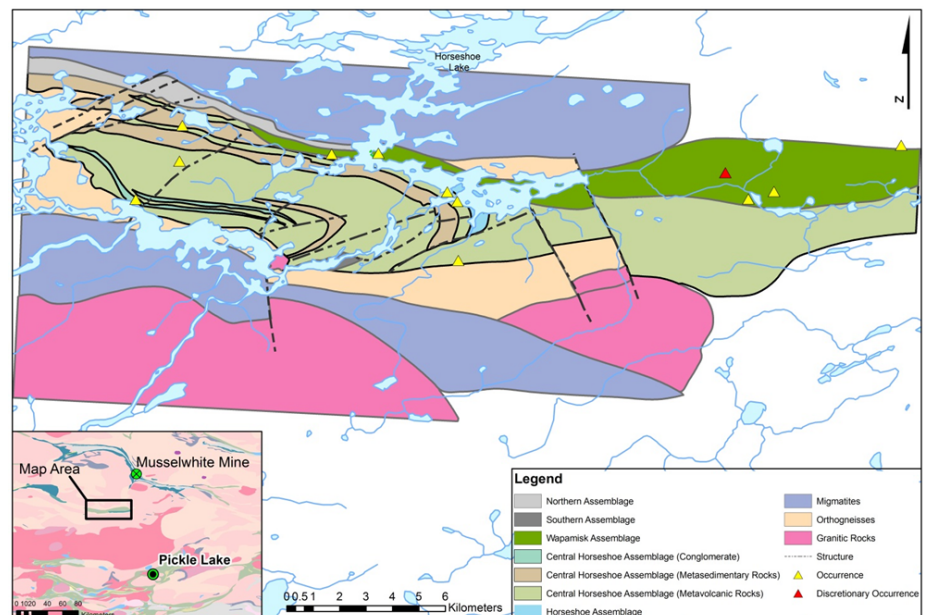 Horseshoe
Lake
N
Map Area
Musselwhite Mine
Pickle Lake
40 1020 40 60 80
0 0.5 1 2 3 4 5 6
Kilometers
Legend
Northern Assemblage
Southern Assemblage
Wapamisk Assemblage
Central Horseshoe Assemblage (Conglomerate)
Central Horseshoe Assemblage (Metasedimentary Rocks)
Central Horseshoe Assemblage (Metavolcanic Rocks)
Horseshoe Assemblage
Migmatites
Orthogneisses
Granitic Rocks
Structure
Occurrence
Discretionary Occurrence